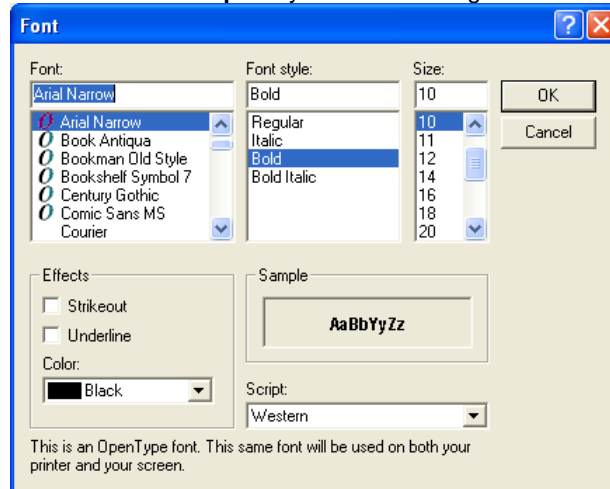 Font
Font:
Font style:
Size:
Arial Narrow
Bold
10
OK
Cancel
Arial Narrow
Book Antiqua
Bookman Old Style
Bookshelf Symbol 7
Century Gothic
Comic Sans MS
Courier
Regular
Italic
Bold
Bold Italic
10
11
12
14
16
18
20
Effects
Strikeout
Underline
Color:
Black
Sample
AaBbYyZz
Script:
Western
This is an OpenType font. This same font will be used on both your
printer and your screen.